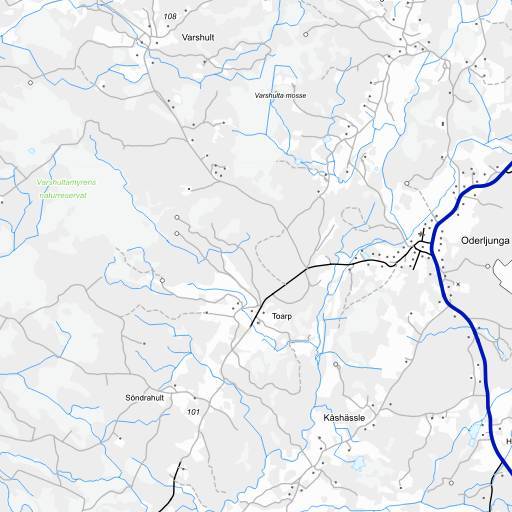 108
Varshult
Varshulta mosse
Varshultamyrens
naturreservat
Oderljunga
Toarp
Söndrahult
101
Kåshässle
H